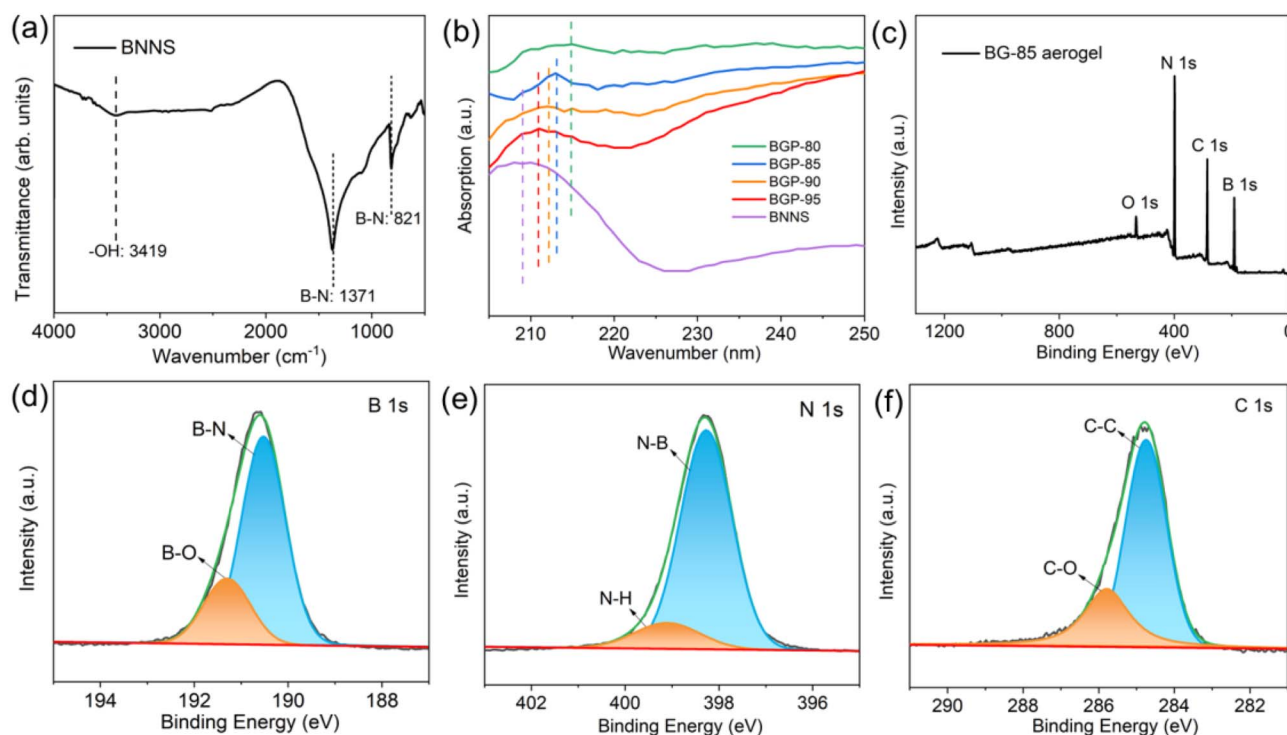 (a)
BNNS
-OH: 3419
B-N: 1371
B-N: 821
Transmittance (arb. units)
4000
3000
2000
1000
Wavenumber (cm⁻¹)
(b)
BGP-80
BGP-85
BGP-90
BGP-95
BNNS
Absorption (a.u.)
210
220
230
240
250
Wavenumber (nm)
(c)
BG-85 aerogel
N 1s
C 1s
B 1s
O 1s
Intensity (a.u.)
1200
800
400
0
Binding Energy (eV)
(d)
B 1s
B-N
B-O
Intensity (a.u.)
194
192
190
188
Binding Energy (eV)
(e)
N 1s
N-B
N-H
Intensity (a.u.)
402
400
398
396
Binding Energy (eV)
(f)
C 1s
C-C
C-O
Intensity (a.u.)
290
288
286
284
282
Binding Energy (eV)